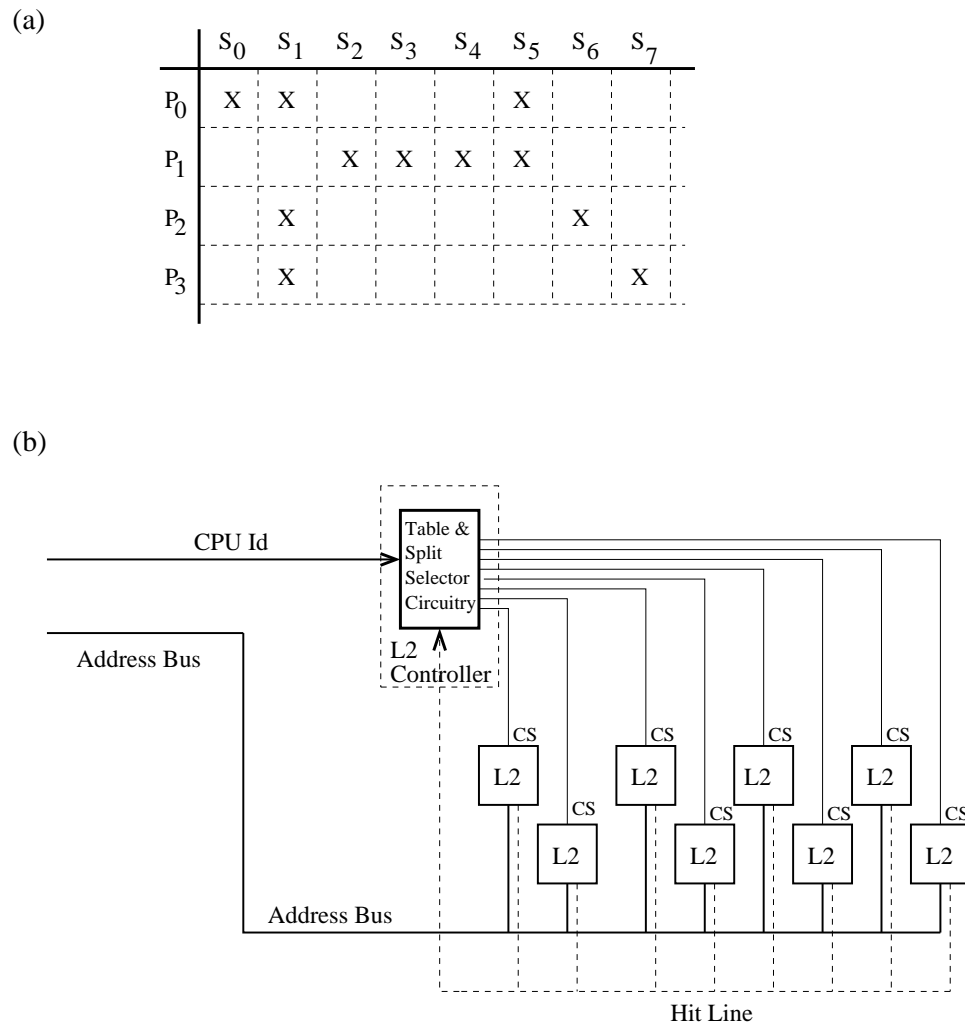 (a)
S0 S1 S2 S3 S4 S5 S6 S7
P0 X X X
P1 X X X X
P2 X X
P3 X X
(b)
CPU Id
Table &
Split
Selector
Circuitry
L2
Controller
Address Bus
CS CS CS CS
L2 L2 L2 L2
CS CS CS CS
L2 L2 L2 L2
Address Bus
Hit Line